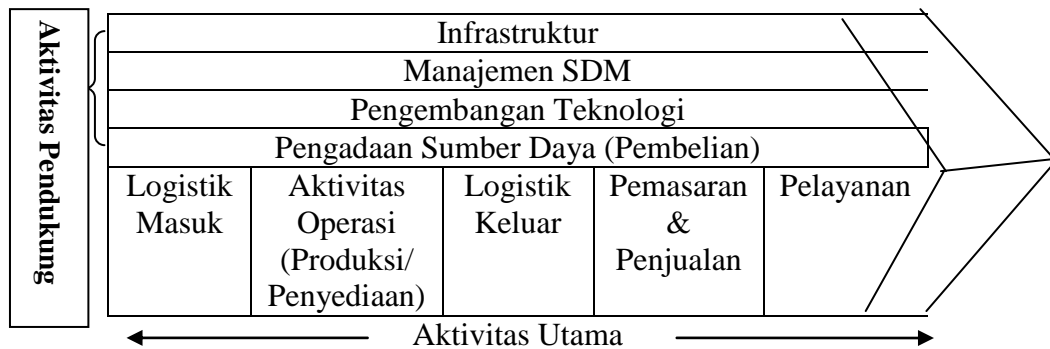 Aktivitas Pendukung
Infrastruktur
Manajemen SDM
Pengembangan Teknologi
Pengadaan Sumber Daya (Pembelian)
Logistik
Masuk
Aktivitas
Operasi
(Produksi/
Penyediaan)
Logistik
Keluar
Pemasaran
&
Penjualan
Pelayanan
Aktivitas Utama